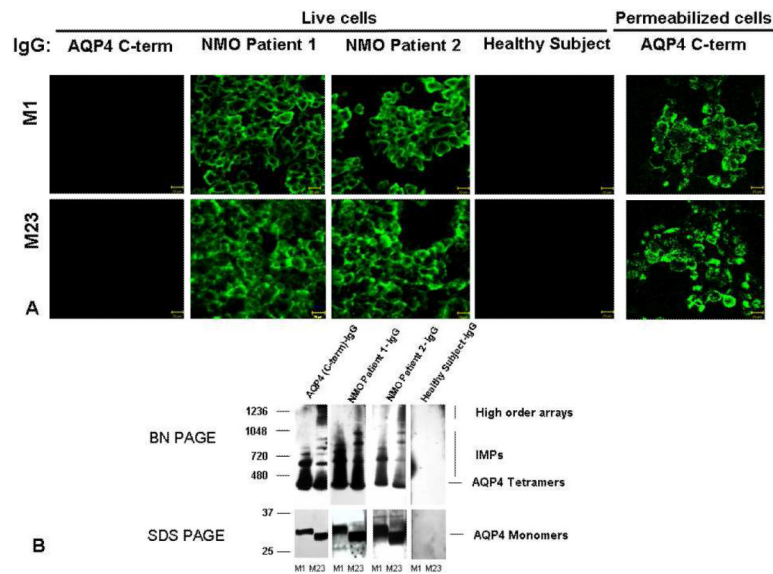 Live cells
Permeabilized cells
IgG: AQP4 C-term NMO Patient 1 NMO Patient 2 Healthy Subject AQP4 C-term
M1
M23
A
AQP4 (C-term)-IgG
NMO Patient 1- IgG
NMO Patient 2- IgG
Healthy Subject-IgG
1236
High order arrays
1048
BN PAGE
IMPs
720
480
AQP4 Tetramers
37
SDS PAGE
AQP4 Monomers
B
25
M1 M23 M1 M23 M1 M23 M1 M23